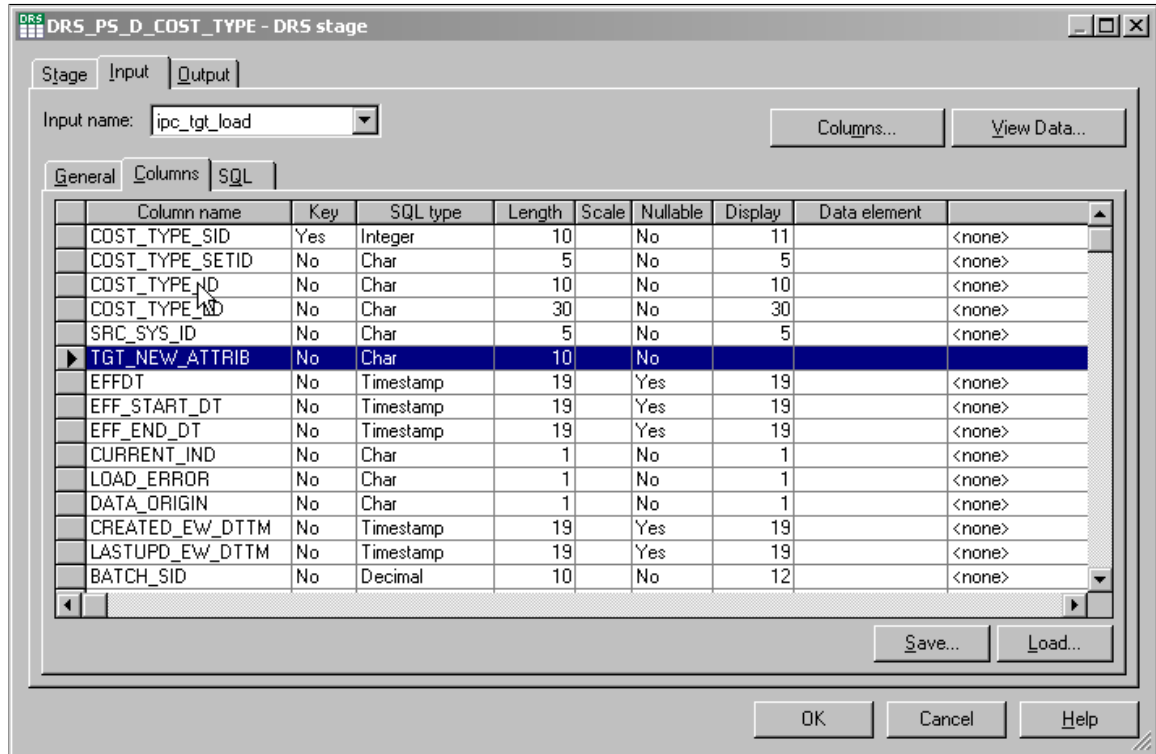 DRS DRS_PS_D_COST_TYPE - DRS stage
Stage Input Output
Input name: ipc_tgt_load Columns... View Data...
General Columns SQL
Column name Key SQL type Length Scale Nullable Display Data element
COST_TYPE_SID Yes Integer 10 No 11 <none>
COST_TYPE_SETID No Char 5 No 5 <none>
COST_TYPE_ID No Char 10 No 10 <none>
No Char 30 No 30 <none>
SRC_SYS_ID No Char 5 No 5 <none>
TGT_NEW_ATTRIB No Char 10 No
EFFDT No Timestamp 19 Yes 19 <none>
EFF_START_DT No Timestamp 19 Yes 19 <none>
EFF_END_DT No Timestamp 19 Yes 19 <none>
CURRENT_IND No Char 1 No 1 <none>
LOAD_ERROR No Char 1 No 1 <none>
DATA_ORIGIN No Char 1 No 1 <none>
CREATED_EW_DTTM No Timestamp 19 Yes 19 <none>
LASTUPD_EW_DTTM No Timestamp 19 Yes 19 <none>
BATCH_SID No Decimal 10 No 12 <none>
Save... Load...
OK Cancel Help